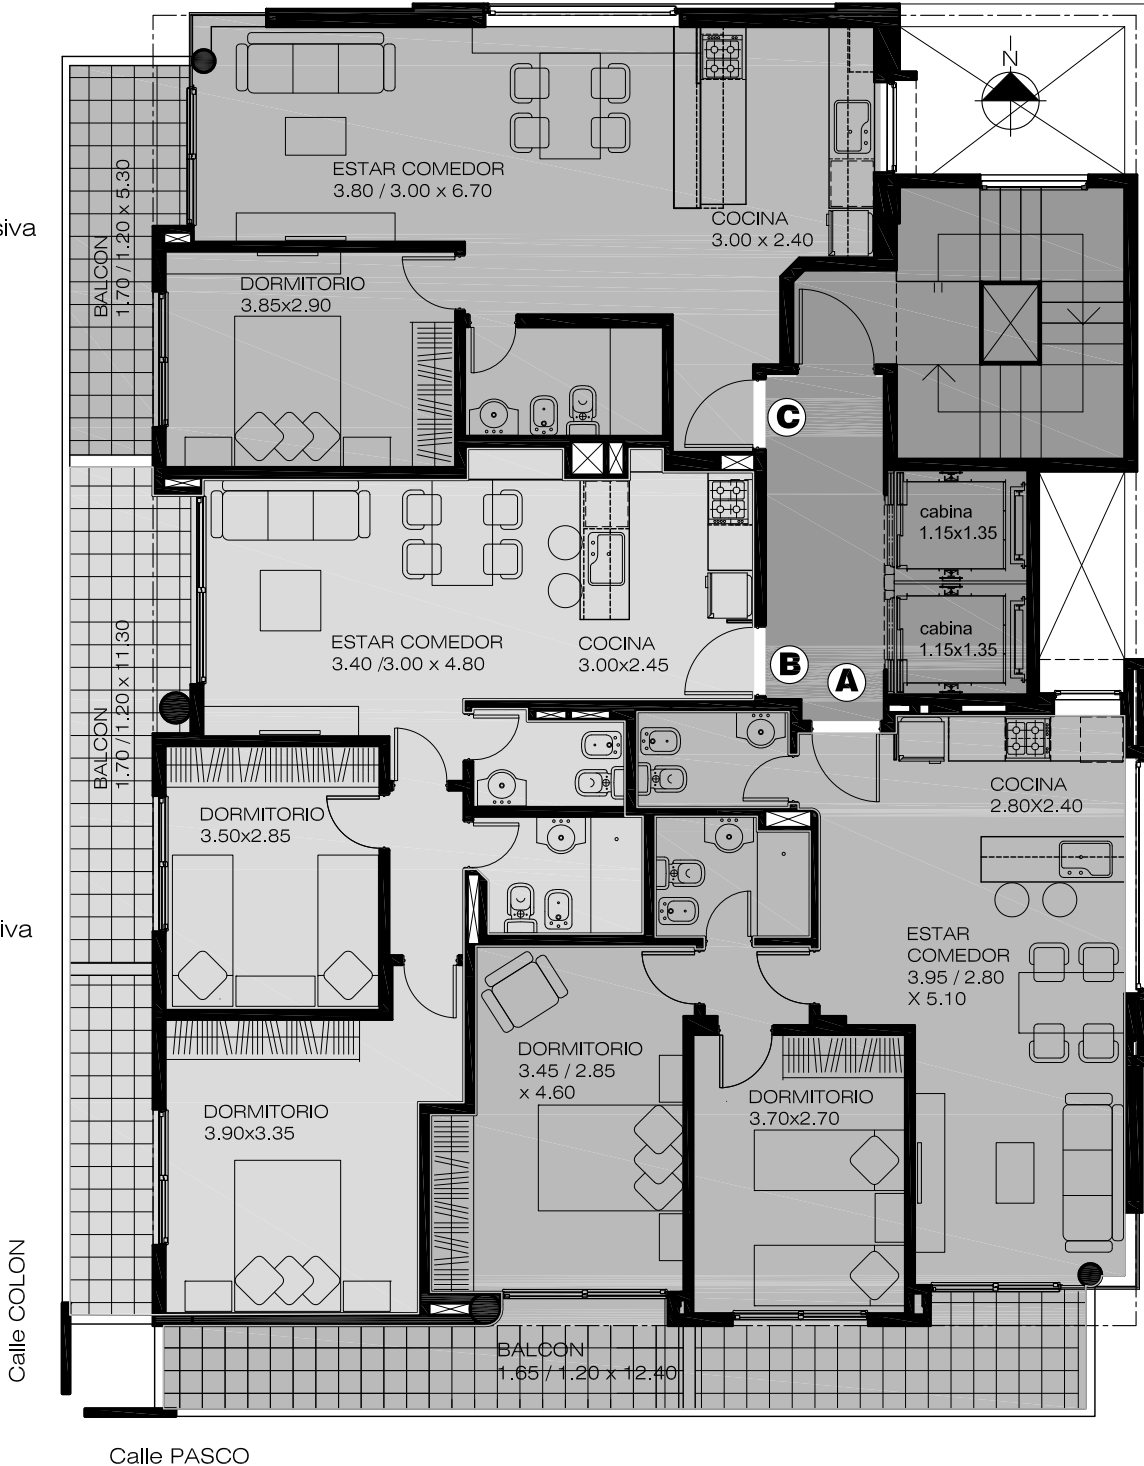 N
ESTAR COMEDOR
3.80 / 3.00 x 6.70
COCINA
3.00 x 2.40
siva
BALCON
1.70 / 1.20 x 5.30
DORMITORIO
3.85x2.90
C
cabina
1.15x1.35
cabina
1.15x1.35
ESTAR COMEDOR
3.40 /3.00 x 4.80
COCINA
3.00x2.45
B
A
BALCON
1.70 / 1.20 x 11.30
COCINA
2.80X2.40
DORMITORIO
3.50x2.85
iva
ESTAR
COMEDOR
3.95 / 2.80
X 5.10
DORMITORIO
3.45 / 2.85
x 4.60
DORMITORIO
3.70x2.70
DORMITORIO
3.90x3.35
Calle COLON
BALCON
1.65 / 1.20 x 12.40
Calle PASCO